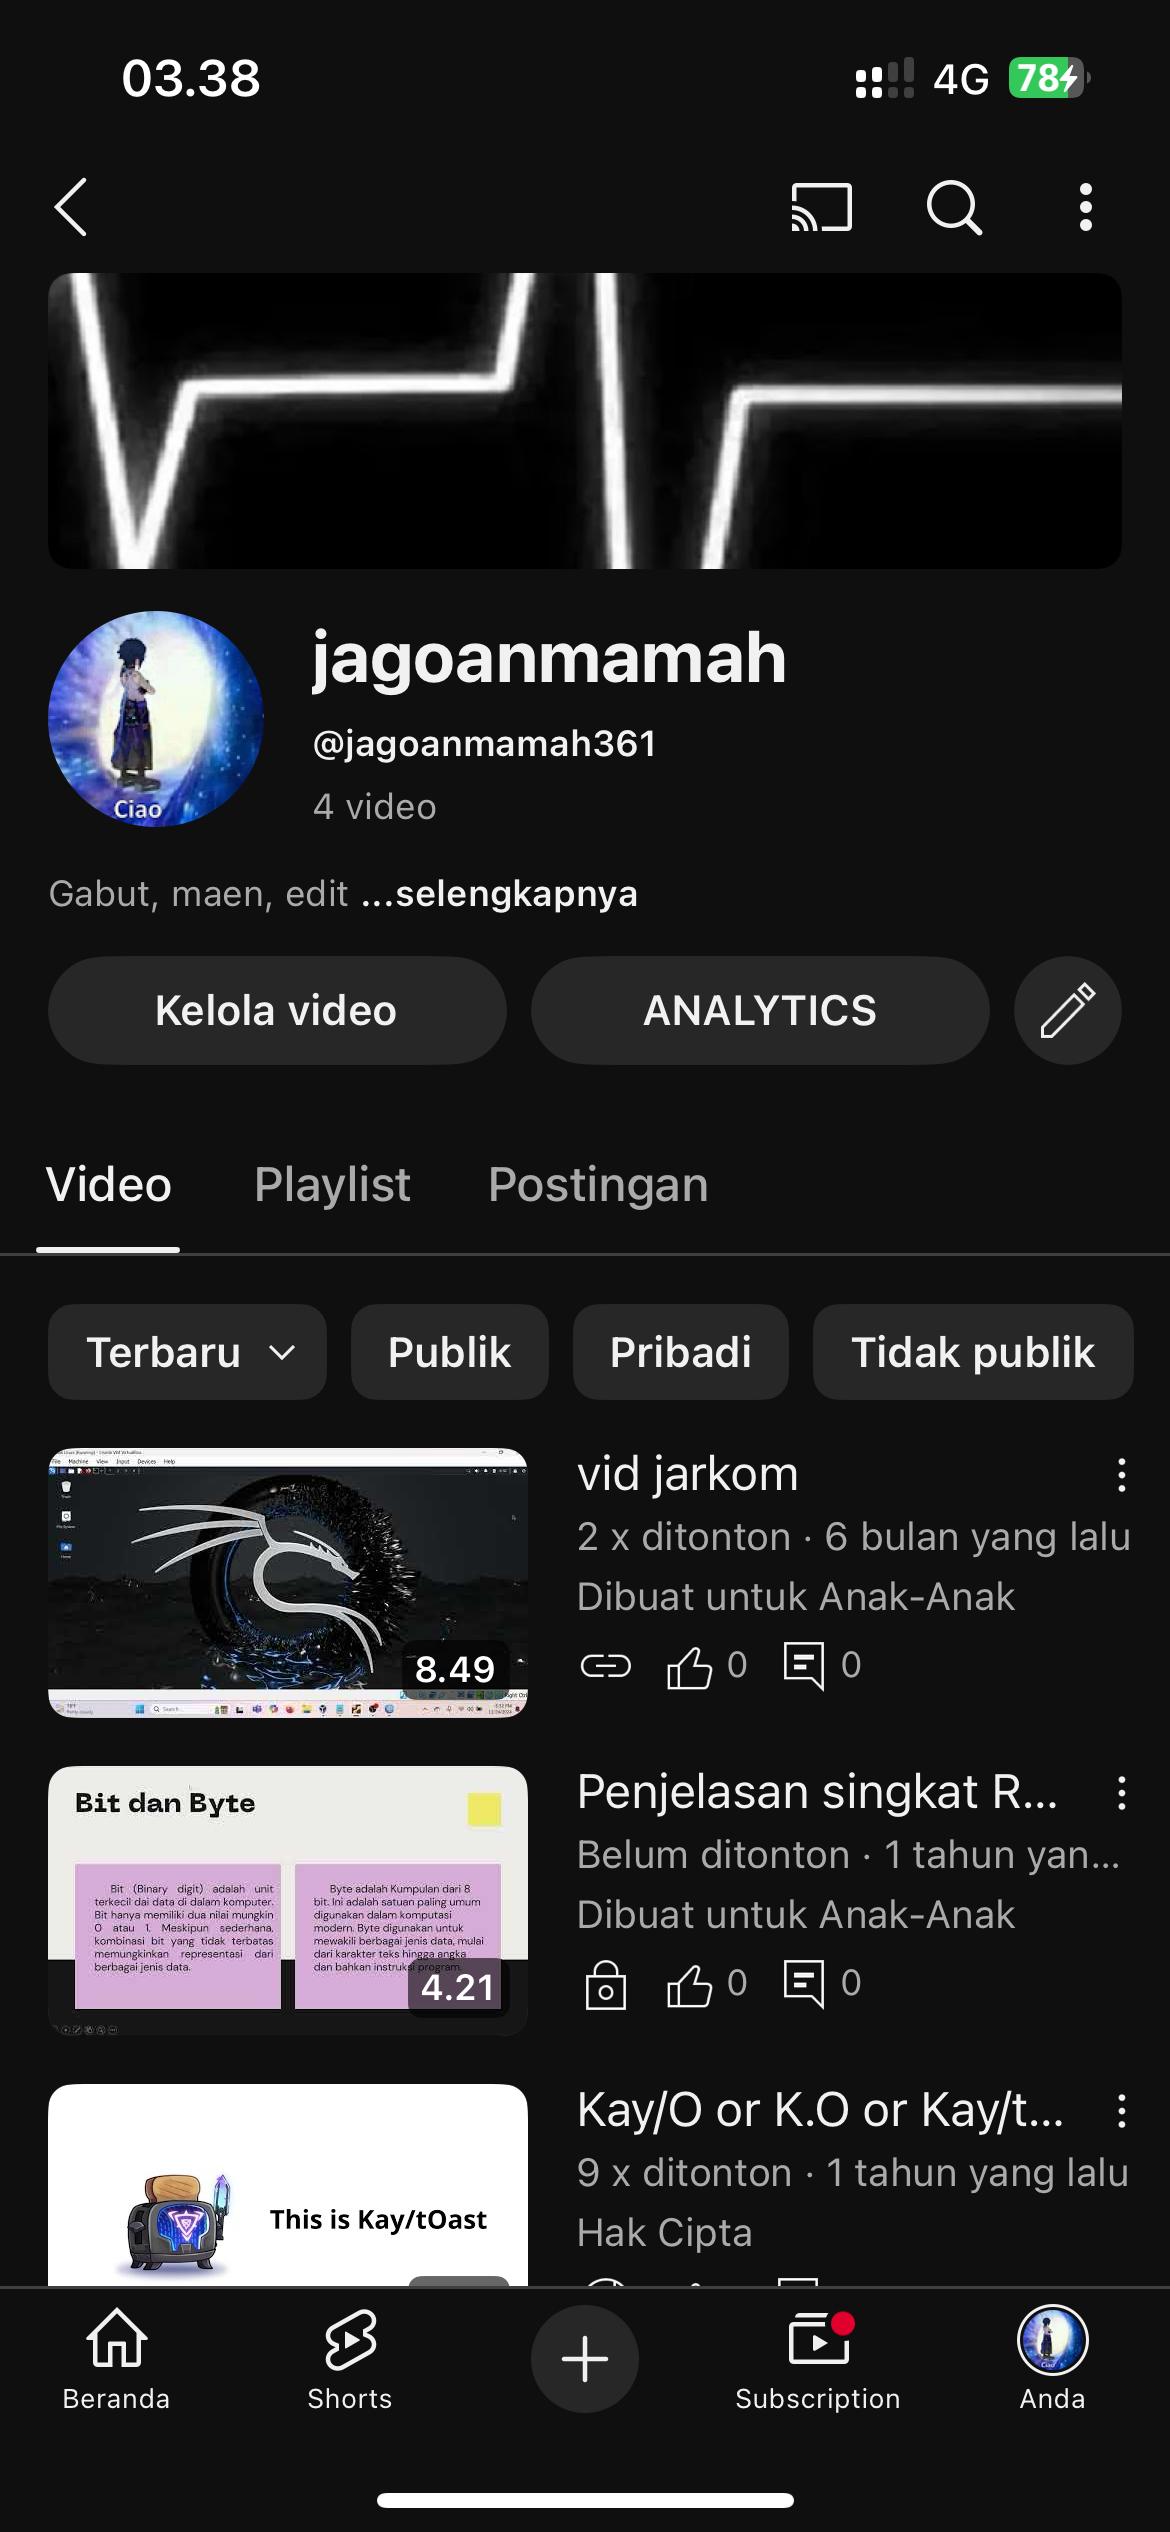 03.38
4G
78
jagoanmamah
@jagoanmamah361
4 video
Ciao
Gabut, maen, edit ...selengkapnya
Kelola video
ANALYTICS
Video
Playlist
Postingan
Terbaru
Publik
Pribadi
Tidak publik
File Machine View Input Devices Help
8.49
vid jarkom
2 x ditonton · 6 bulan yang lalu
Dibuat untuk Anak-Anak
0
0
Bit dan Byte
Bit (Binary digit) adalah unit
terkecil dai data di dalam komputer.
Bit hanya memiliki dua nilai mungkin
0 atau 1. Meskipun sederhana,
kombinasi bit yang tidak terbatas
memungkinkan representasi dari
berbagai jenis data.
Byte adalah Kumpulan dari 8
bit. Ini adalah satuan paling umum
digunakan dalam komputasi
modern. Byte digunakan untuk
mewakili berbagai jenis data, mulai
dari karakter teks hingga angka
dan bahkan instruksi program.
4.21
Penjelasan singkat R...
Belum ditonton · 1 tahun yan...
Dibuat untuk Anak-Anak
0
0
This is Kay/tOast
Kay/O or K.O or Kay/t...
9 x ditonton · 1 tahun yang lalu
Hak Cipta
Beranda
Shorts
Subscription
Anda